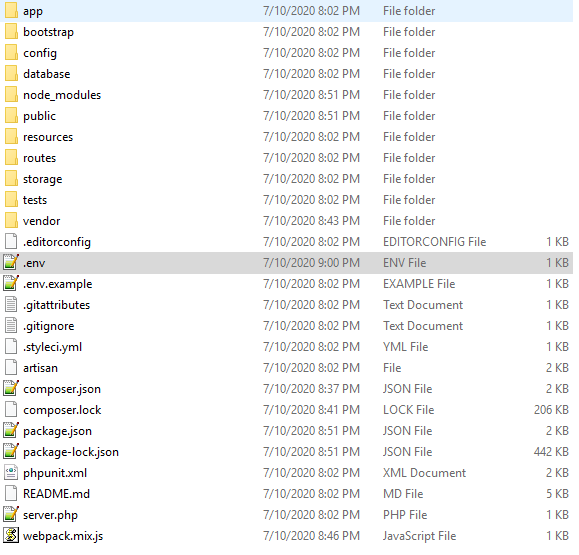 app 7/10/2020 8:02 PM File folder
bootstrap 7/10/2020 8:02 PM File folder
config 7/10/2020 8:02 PM File folder
database 7/10/2020 8:02 PM File folder
node_modules 7/10/2020 8:51 PM File folder
public 7/10/2020 8:51 PM File folder
resources 7/10/2020 8:02 PM File folder
routes 7/10/2020 8:02 PM File folder
storage 7/10/2020 8:02 PM File folder
tests 7/10/2020 8:02 PM File folder
vendor 7/10/2020 8:43 PM File folder
.editorconfig 7/10/2020 8:02 PM EDITORCONFIG File 1 KB
.env 7/10/2020 9:00 PM ENV File 1 KB
.env.example 7/10/2020 8:02 PM EXAMPLE File 1 KB
.gitattributes 7/10/2020 8:02 PM Text Document 1 KB
.gitignore 7/10/2020 8:02 PM Text Document 1 KB
.styleci.yml 7/10/2020 8:02 PM YML File 1 KB
artisan 7/10/2020 8:02 PM File 2 KB
composer.json 7/10/2020 8:37 PM JSON File 2 KB
composer.lock 7/10/2020 8:41 PM LOCK File 206 KB
package.json 7/10/2020 8:51 PM JSON File 2 KB
package-lock.json 7/10/2020 8:51 PM JSON File 442 KB
phpunit.xml 7/10/2020 8:02 PM XML Document 2 KB
README.md 7/10/2020 8:02 PM MD File 5 KB
server.php 7/10/2020 8:02 PM PHP File 1 KB
webpack.mix.js 7/10/2020 8:46 PM JavaScript File 1 KB